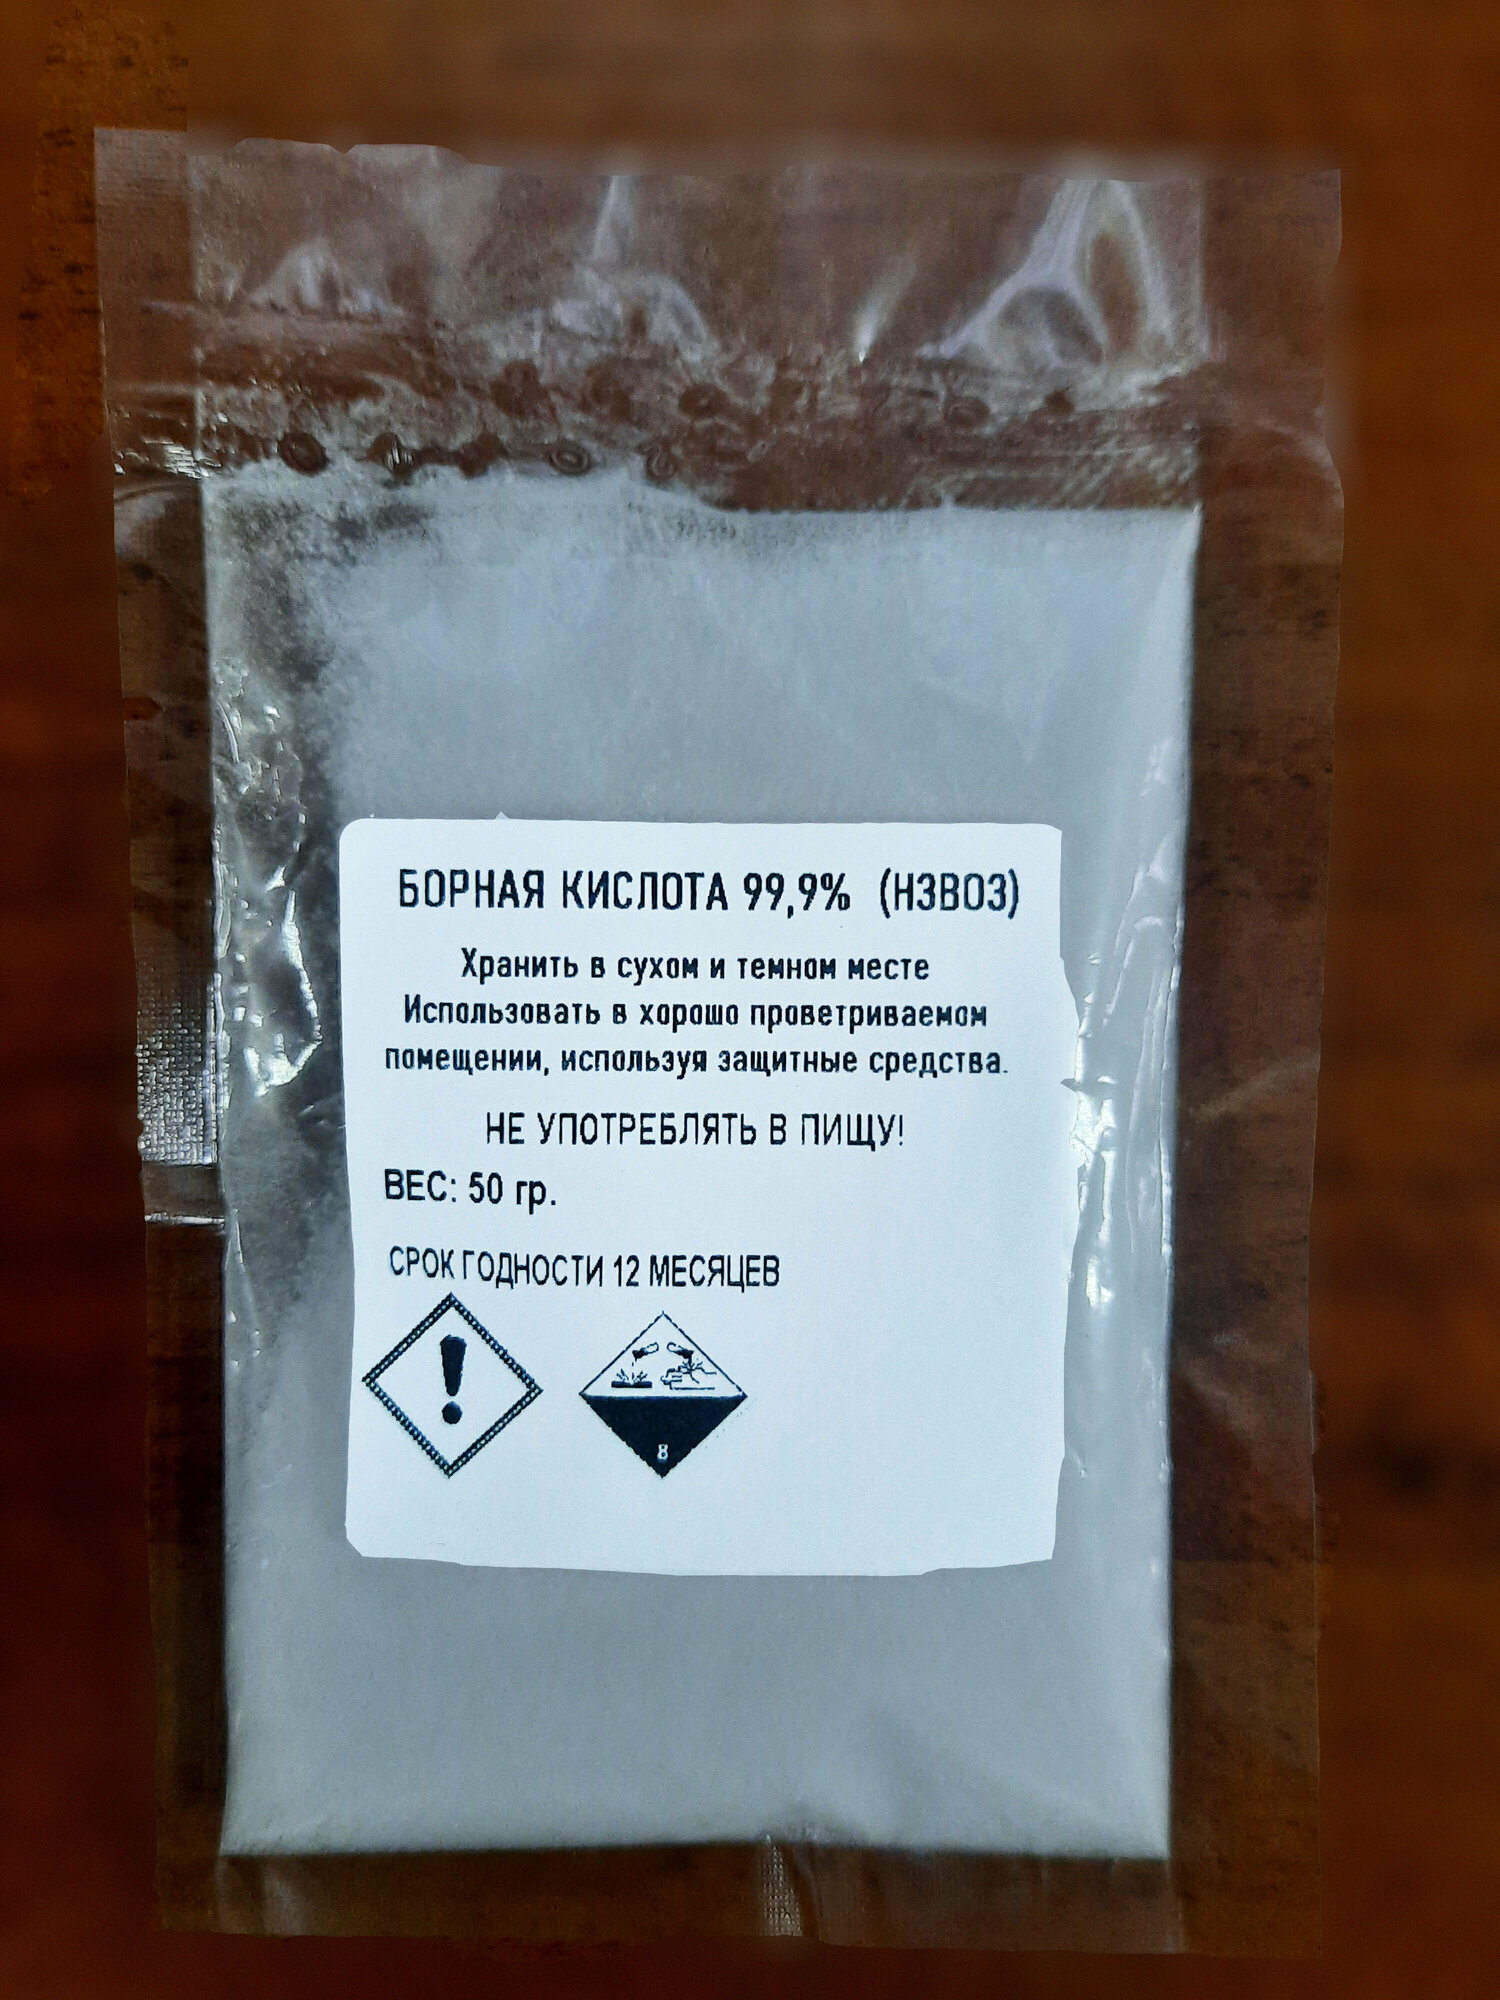 БОРНАЯ КИСЛОТА 99,9% (H3BO3)
Хранить в сухом и темном месте
Использовать в хорошо проветриваемом
помещении, используя защитные средства.
НЕ УПОТРЕБЛЯТЬ В ПИЩУ!
ВЕС: 50 гр.
СРОК ГОДНОСТИ 12 МЕСЯЦЕВ
8